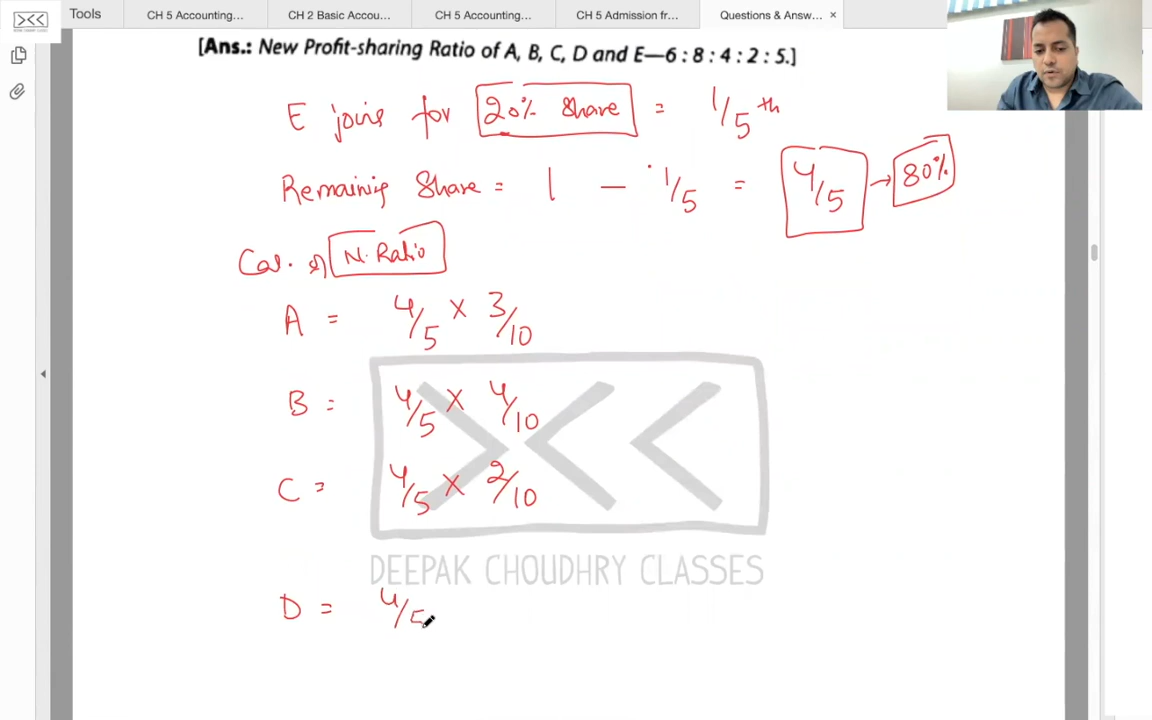 Tools CH 5 Accounting... CH 2 Basic Accou... CH 5 Accounting... CH 5 Admission fr... Questions & Answ... ×
[Ans.: New Profit-sharing Ratio of A, B, C, D and E—6 : 8 : 4 : 2 : 5.]
E joins for 20% Share = 1/5 th
Remaining Share = 1 - 1/5 = 4/5 → 80%
Cal. of N. Ratio
A = 4/5 × 3/10
B = 4/5 × 4/10
C = 4/5 × 2/10
DEEPAK CHOUDHRY CLASSES
D = 4/5